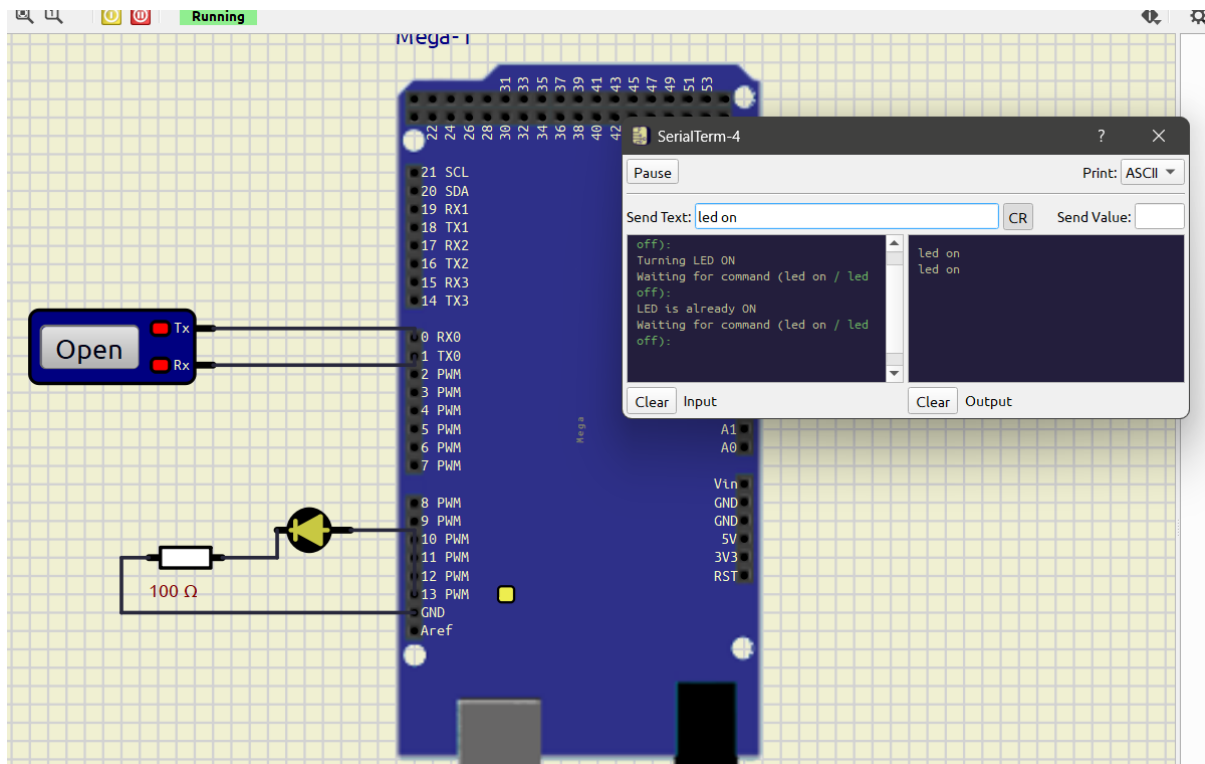 Running
Mega-1
31 33 35 37 39 41 43 45 47 49 51 53
22 24 26 28 30 32 34 36 38 40 42
21 SCL
20 SDA
19 RX1
18 TX1
17 RX2
16 TX2
15 RX3
14 TX3
0 RX0
1 TX0
2 PWM
3 PWM
4 PWM
5 PWM
6 PWM
7 PWM
8 PWM
9 PWM
10 PWM
11 PWM
12 PWM
13 PWM
GND
Aref
Mega
A1
A0
Vin
GND
GND
5V
3V3
RST
Open
Tx
Rx
100 Ω
SerialTerm-4
? 
Pause
Print: ASCII
Send Text: led on
CR
Send Value:
off):
Turning LED ON
Waiting for command (led on / led
off):
LED is already ON
Waiting for command (led on / led
off):
led on
led on
Clear Input
Clear Output